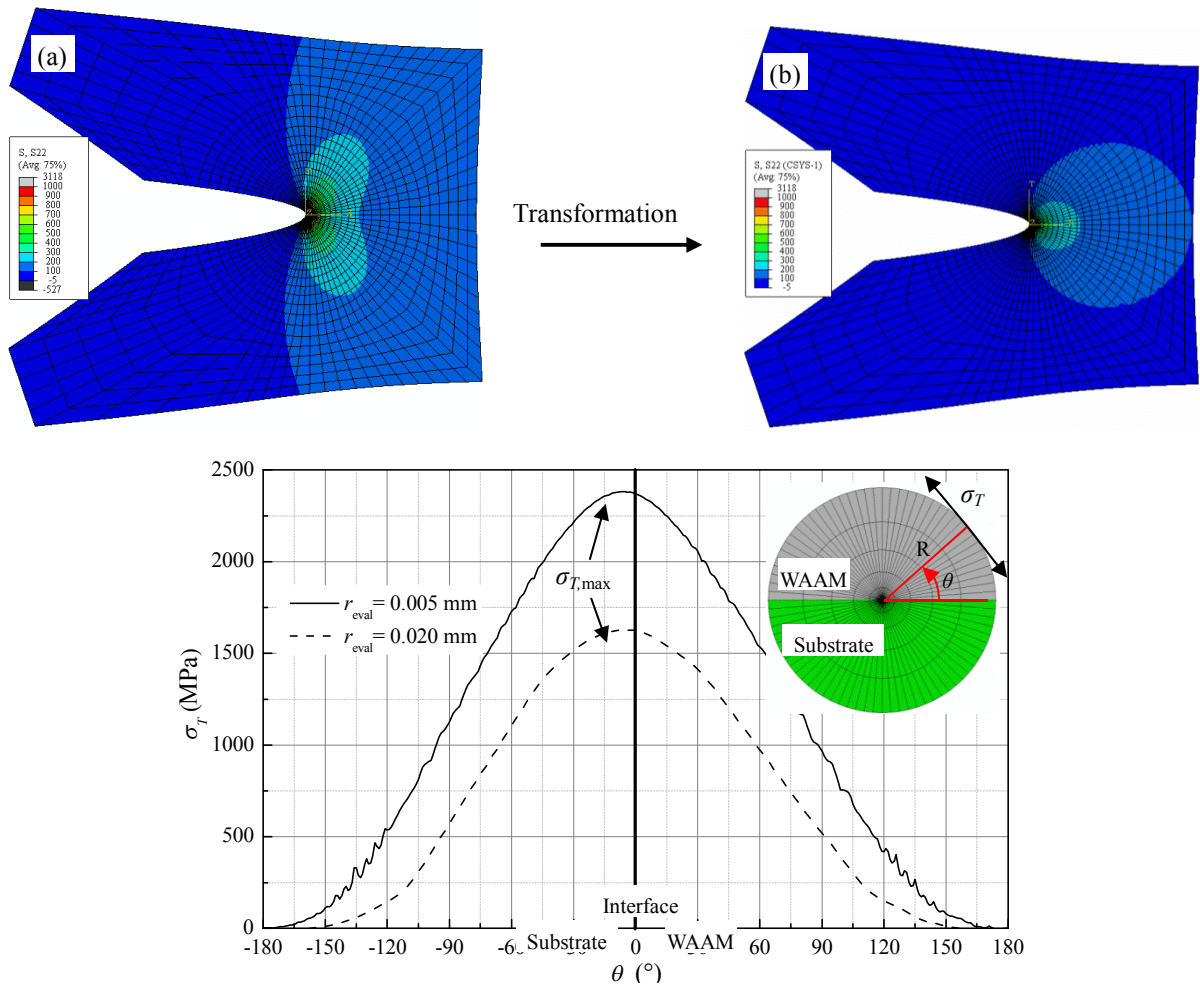 (a)
S, S22
(Avg: 75%)
3118
1000
900
800
700
600
500
400
300
200
100
-5
-527
Transformation
(b)
S, S22 (CSYS-1)
(Avg: 75%)
3118
1000
900
800
700
600
500
400
300
200
100
-5
T
2500
2000
1500
1000
500
0
σT (MPa)
σT,max
reval= 0.005 mm
reval= 0.020 mm
σT
R
θ
WAAM
Substrate
Interface
Substrate
WAAM
-180 -150 -120 -90 -60 0 60 90 120 150 180
θ (°)